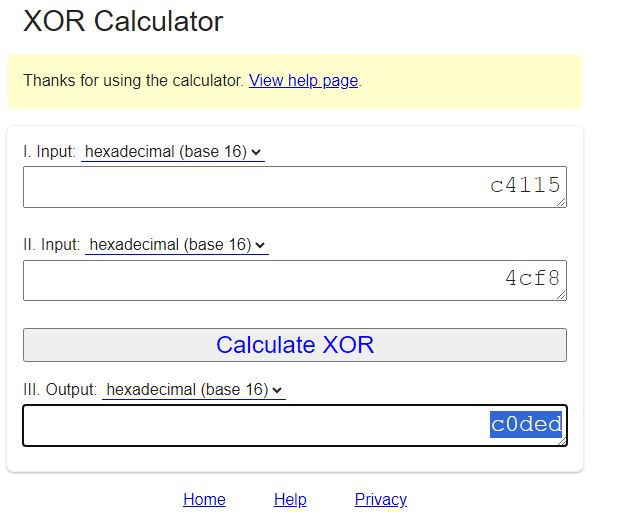 XOR Calculator
Thanks for using the calculator. View help page.
I. Input: hexadecimal (base 16)
c4115
II. Input: hexadecimal (base 16)
4cf8
Calculate XOR
III. Output: hexadecimal (base 16)
c0ded
Home Help Privacy